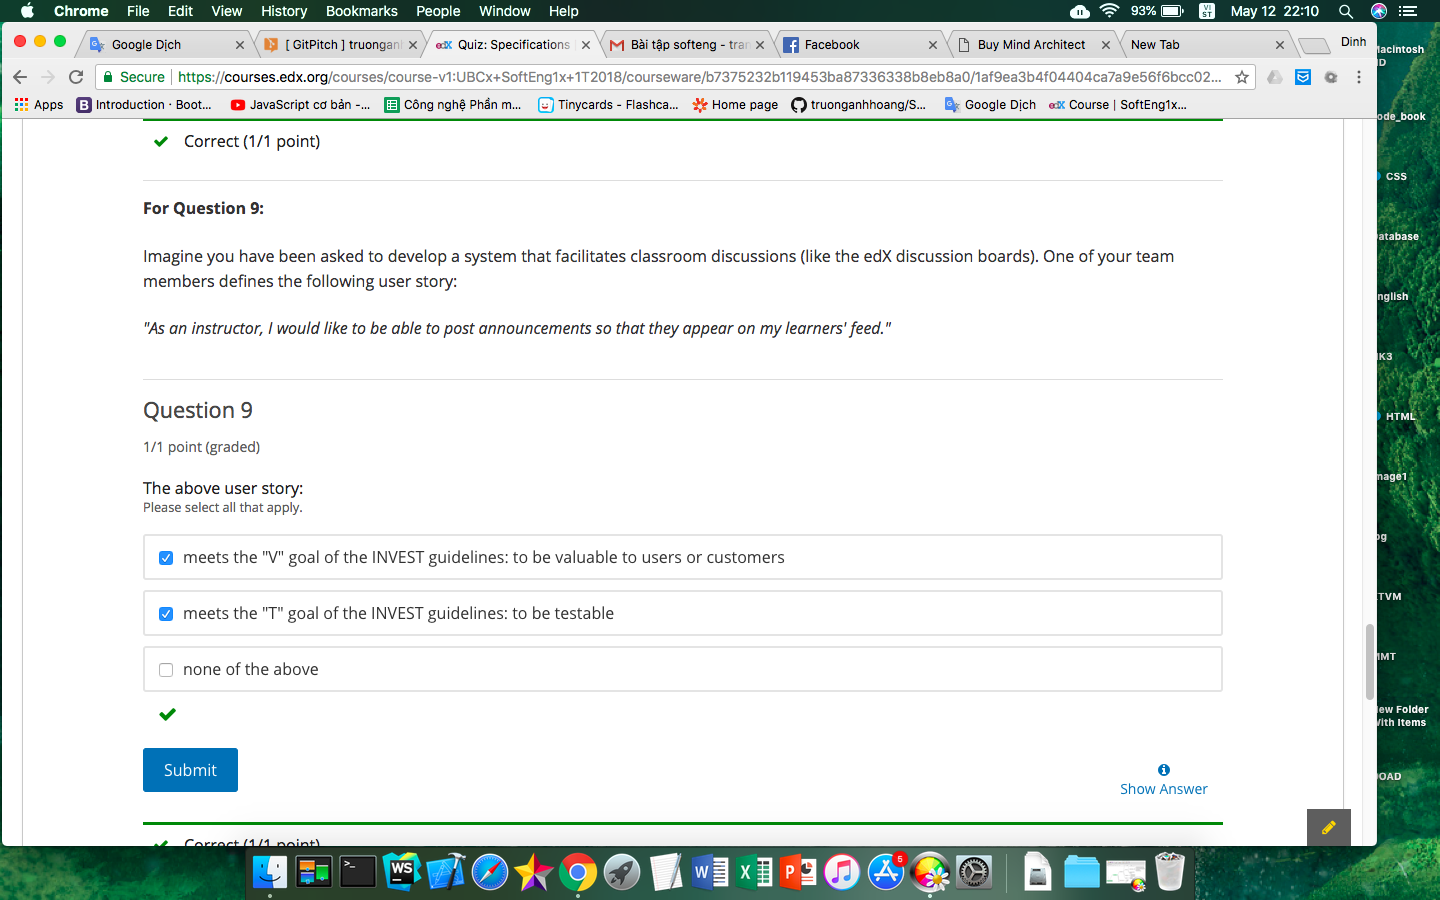 Chrome File Edit View History Bookmarks People Window Help 93% VI ST May 12 22:10
Google Dịch [ GitPitch ] truongan edX Quiz: Specifications Bài tập softeng - tran Facebook Buy Mind Architect New Tab Dinh
Secure https://courses.edx.org/courses/course-v1:UBCx+SoftEng1x+1T2018/courseware/b7375232b119453ba87336338b8eb8a0/1af9ea3b4f04404ca7a9e56f6bcc02...
Apps Introduction · Boot... JavaScript cơ bản -... Công nghệ Phần m... Tinycards - Flashca... Home page truonganhhoang/S... Google Dịch edX Course | SoftEng1x...
Correct (1/1 point)
For Question 9:
Imagine you have been asked to develop a system that facilitates classroom discussions (like the edX discussion boards). One of your team
members defines the following user story:
"As an instructor, I would like to be able to post announcements so that they appear on my learners' feed."
Question 9
1/1 point (graded)
The above user story:
Please select all that apply.
meets the "V" goal of the INVEST guidelines: to be valuable to users or customers
meets the "T" goal of the INVEST guidelines: to be testable
none of the above
Submit
Show Answer
Correct (1/1 point)
acintosh
HD
ode_book
CSS
atabase
nglish
K3
HTML
mage1
og
TVM
MT
ew Folder
ith Items
OAD
WS
W
X
P
5